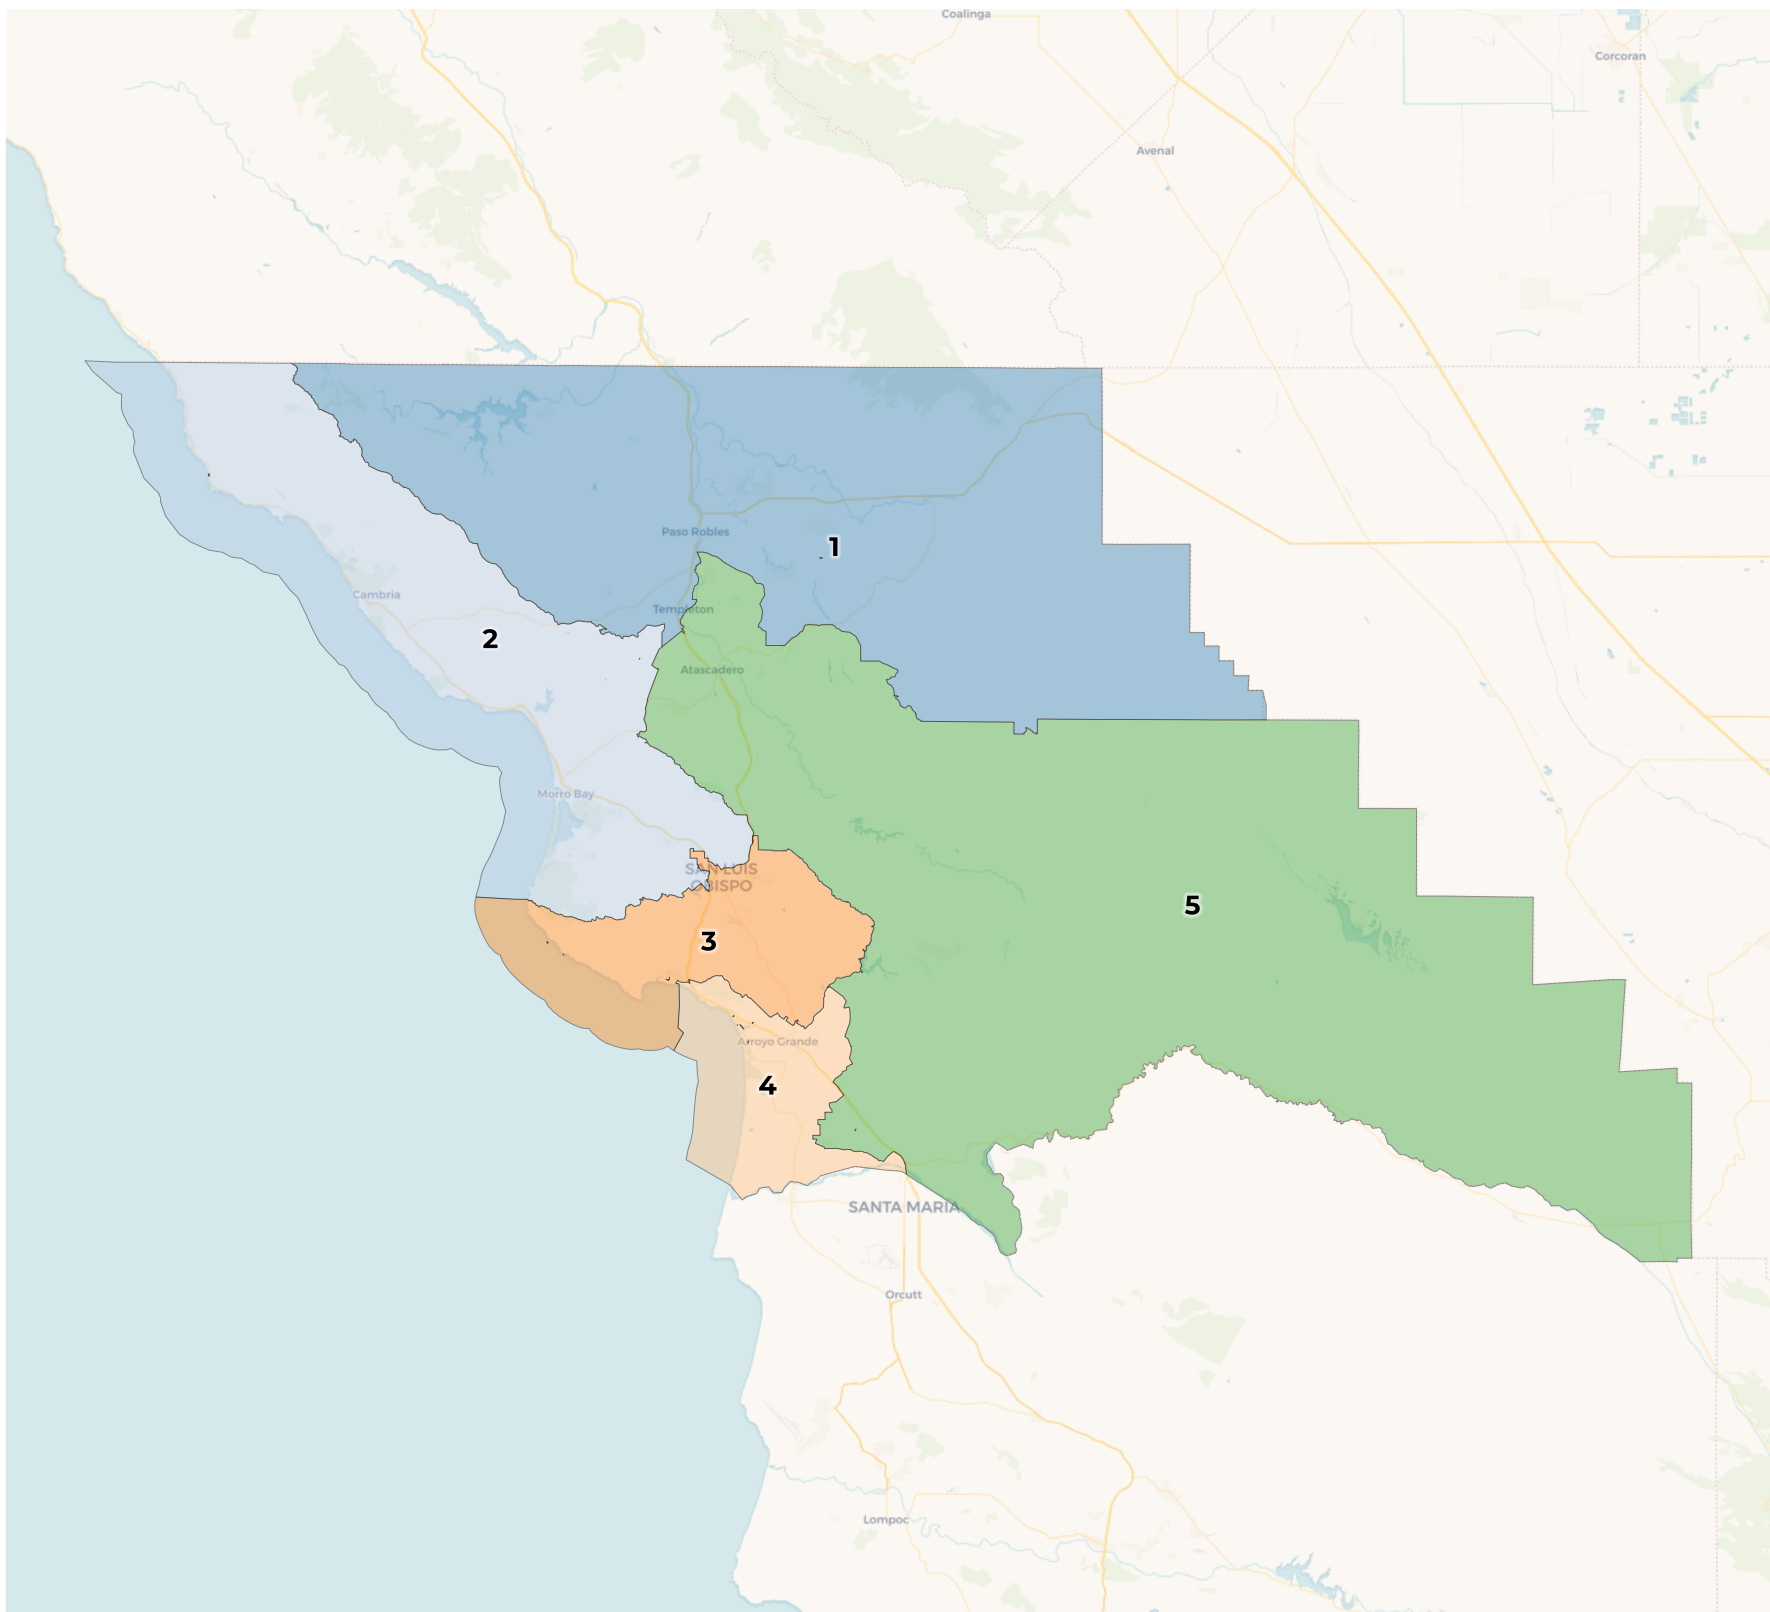 Coalinga
Corcoran
Avenal
Paso Robles
1
Cambria
Templeton
2
Atascadero
Morro Bay
SAN LUIS
OBISPO
5
3
Arroyo Grande
4
SANTA MARIA
Orcutt
Lompoc